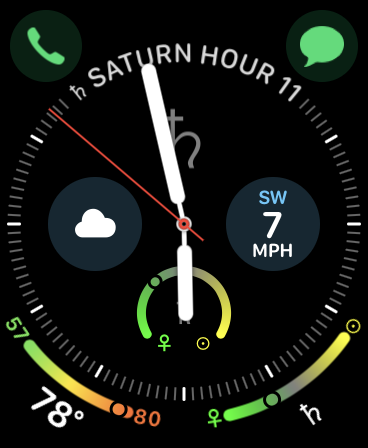 ♄ SATURN HOUR 11
♄
SW
7
MPH
♀ ☉
57
78°
80
♀ ♄ ☉